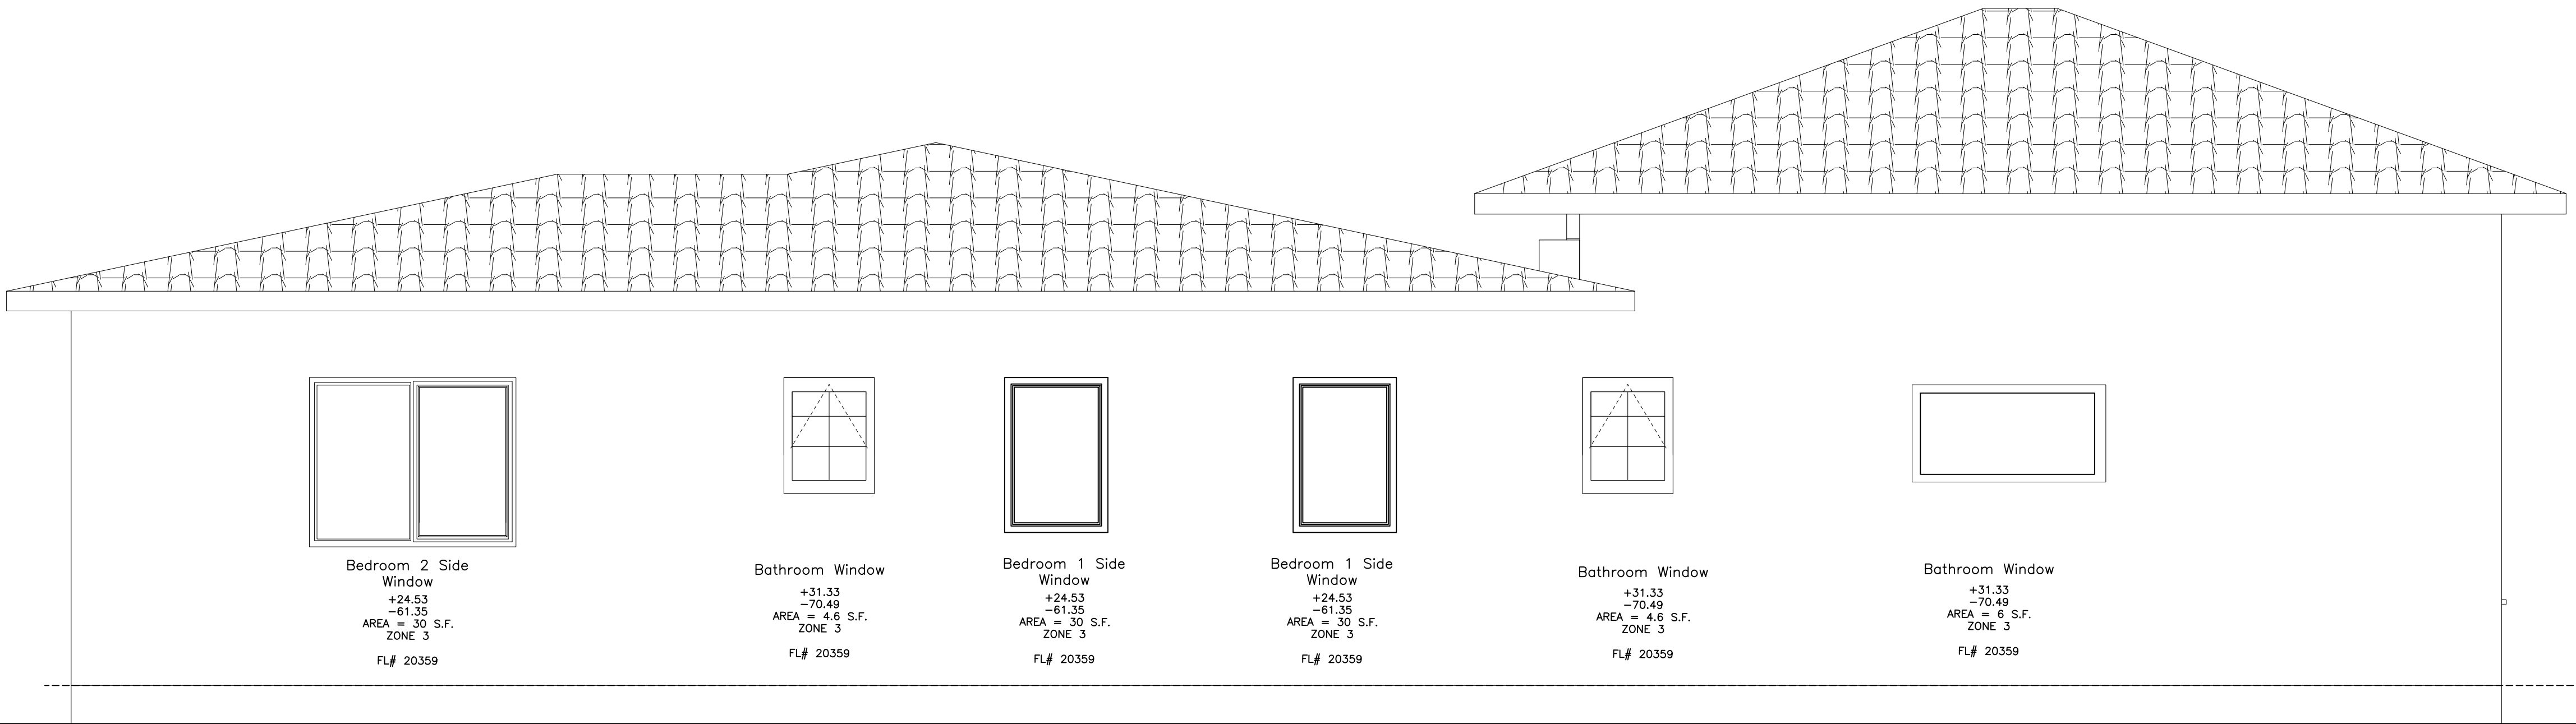 Bedroom 2 Side
Window
+24.53
-61.35
AREA = 30 S.F.
ZONE 3
FL# 20359
Bathroom Window
+31.33
-70.49
AREA = 4.6 S.F.
ZONE 3
FL# 20359
Bedroom 1 Side
Window
+24.53
-61.35
AREA = 30 S.F.
ZONE 3
FL# 20359
Bedroom 1 Side
Window
+24.53
-61.35
AREA = 30 S.F.
ZONE 3
FL# 20359
Bathroom Window
+31.33
-70.49
AREA = 4.6 S.F.
ZONE 3
FL# 20359
Bathroom Window
+31.33
-70.49
AREA = 6 S.F.
ZONE 3
FL# 20359